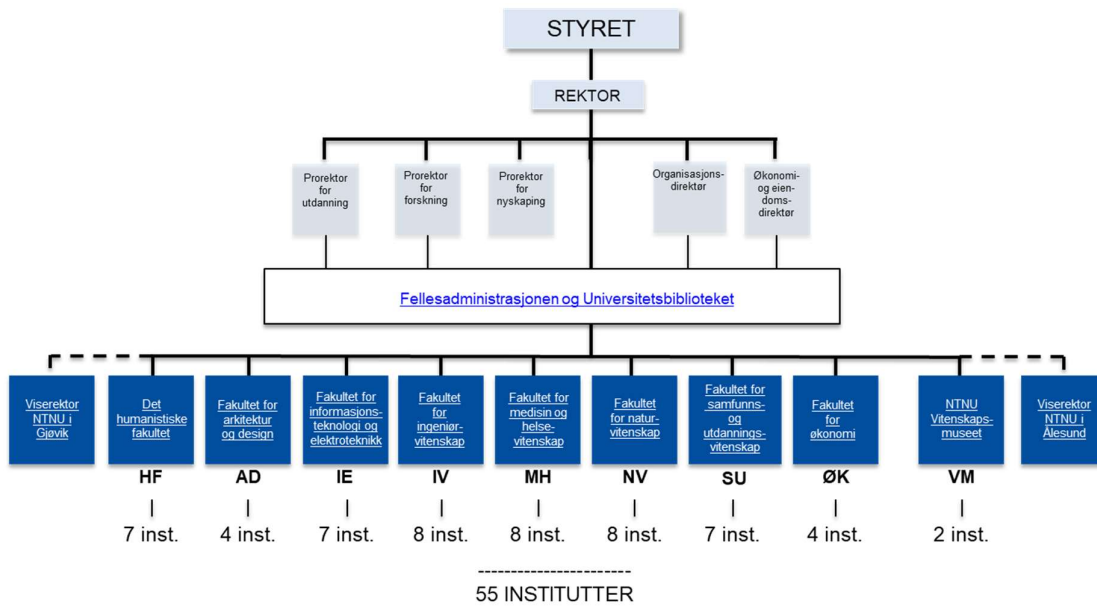 STYRET
REKTOR
Prorektor
for
utdanning
Prorektor
for
forskning
Prorektor
for
nyskaping
Organisasjons-
direktør
Økonomi-
og eien-
doms-
direktør
Fellesadministrasjonen og Universitetsbiblioteket
Viserektor
NTNU i
Gjøvik
Det
humanistiske
fakultet
Fakultet for
arkitektur
og design
Fakultet for
informasjons-
teknologi og
elektroteknikk
Fakultet
for
ingeniør-
vitenskap
Fakultet for
medisin og
helse-
vitenskap
Fakultet
for natur-
vitenskap
Fakultet for
samfunns-
og
utdannings-
vitenskap
Fakultet
for
økonomi
NTNU
Vitenskaps-
museet
Viserektor
NTNU i
Ålesund
HF AD IE IV MH NV SU ØK VM
7 inst. 4 inst. 7 inst. 8 inst. 8 inst. 8 inst. 7 inst. 4 inst. 2 inst.
-----------------------
55 INSTITUTTER